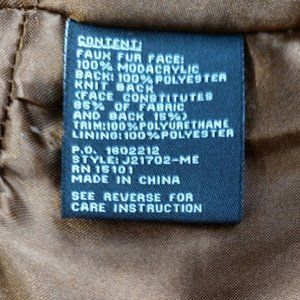 CONTENT:
FAUX FUR FACE:
100% MODACRYLIC
BACK: 100% POLYESTER
KNIT BACK
(FACE CONSTITUTES
85% OF FABRIC
AND BACK 15%)
TRIM:100%POLYURETHANE
LINING:100%POLYESTER
P.O. 1602212
STYLE: J21702-ME
RN 15101
MADE IN CHINA
SEE REVERSE FOR
CARE INSTRUCTION